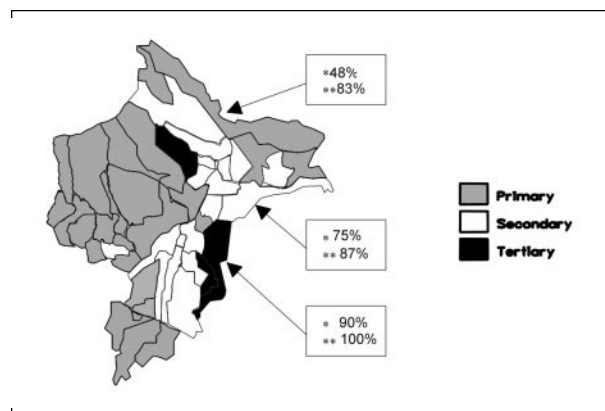 *48%
**83%
* 75%
** 87%
* 90%
** 100%
Primary
Secondary
Tertiary